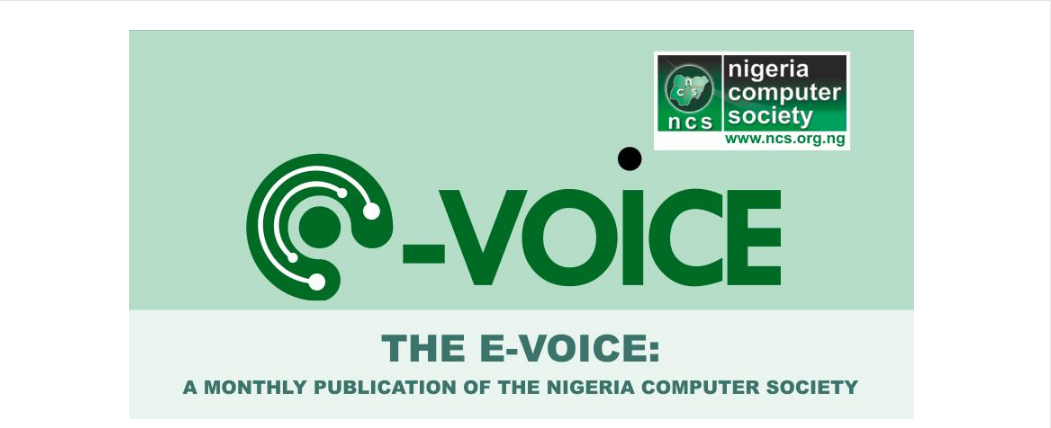 nigeria
computer
society
n
c s
ncs
www.ncs.org.ng
e-VOiCE
THE E-VOICE:
A MONTHLY PUBLICATION OF THE NIGERIA COMPUTER SOCIETY